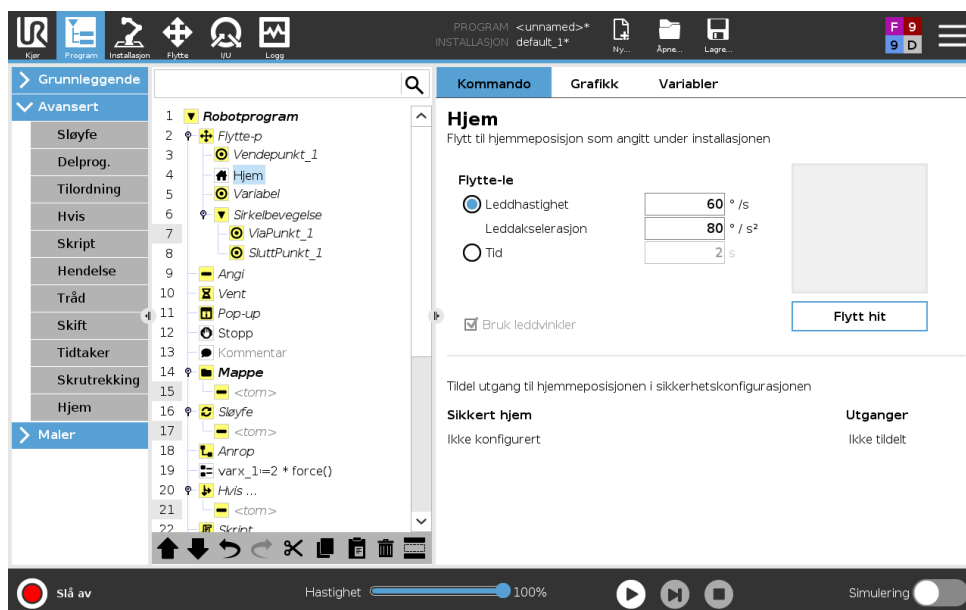 UR
PROGRAM <unnamed>*
INSTALLASJON default_1*
F 9
9 D
Kjør Program Installasjon Flytte I/U Logg
Ny... Åpne... Lagre...
Grunnleggende
Avansert
Sløyfe
Delprog.
Tilordning
Hvis
Skript
Hendelse
Tråd
Skift
Tidtaker
Skrutrekking
Hjem
Maler
1 Robotprogram
2 Flytte-p
3 Vendepunkt_1
4 Hjem
5 Variabel
6 Sirkelbevegelse
7 ViaPunkt_1
8 SluttPunkt_1
9 Angi
10 Vent
11 Pop-up
12 Stopp
13 Kommentar
14 Mappe
15 <tom>
16 Sløyfe
17 <tom>
18 Anrop
19 varx_1:=2 * force()
20 Hvis ...
21 <tom>
22 Skript
Kommando Grafikk Variabler
Hjem
Flytt til hjemmeposisjon som angitt under installasjonen
Flytte-le
Leddhastighet 60 ° /s
Leddakselerasjon 80 ° / s²
Tid 2 s
Bruk leddvinkler
Flytt hit
Tildel utgang til hjemmeposisjonen i sikkerhetskonfigurasjonen
Sikkert hjem Utganger
Ikke konfigurert Ikke tildelt
Slå av Hastighet 100% Simulering